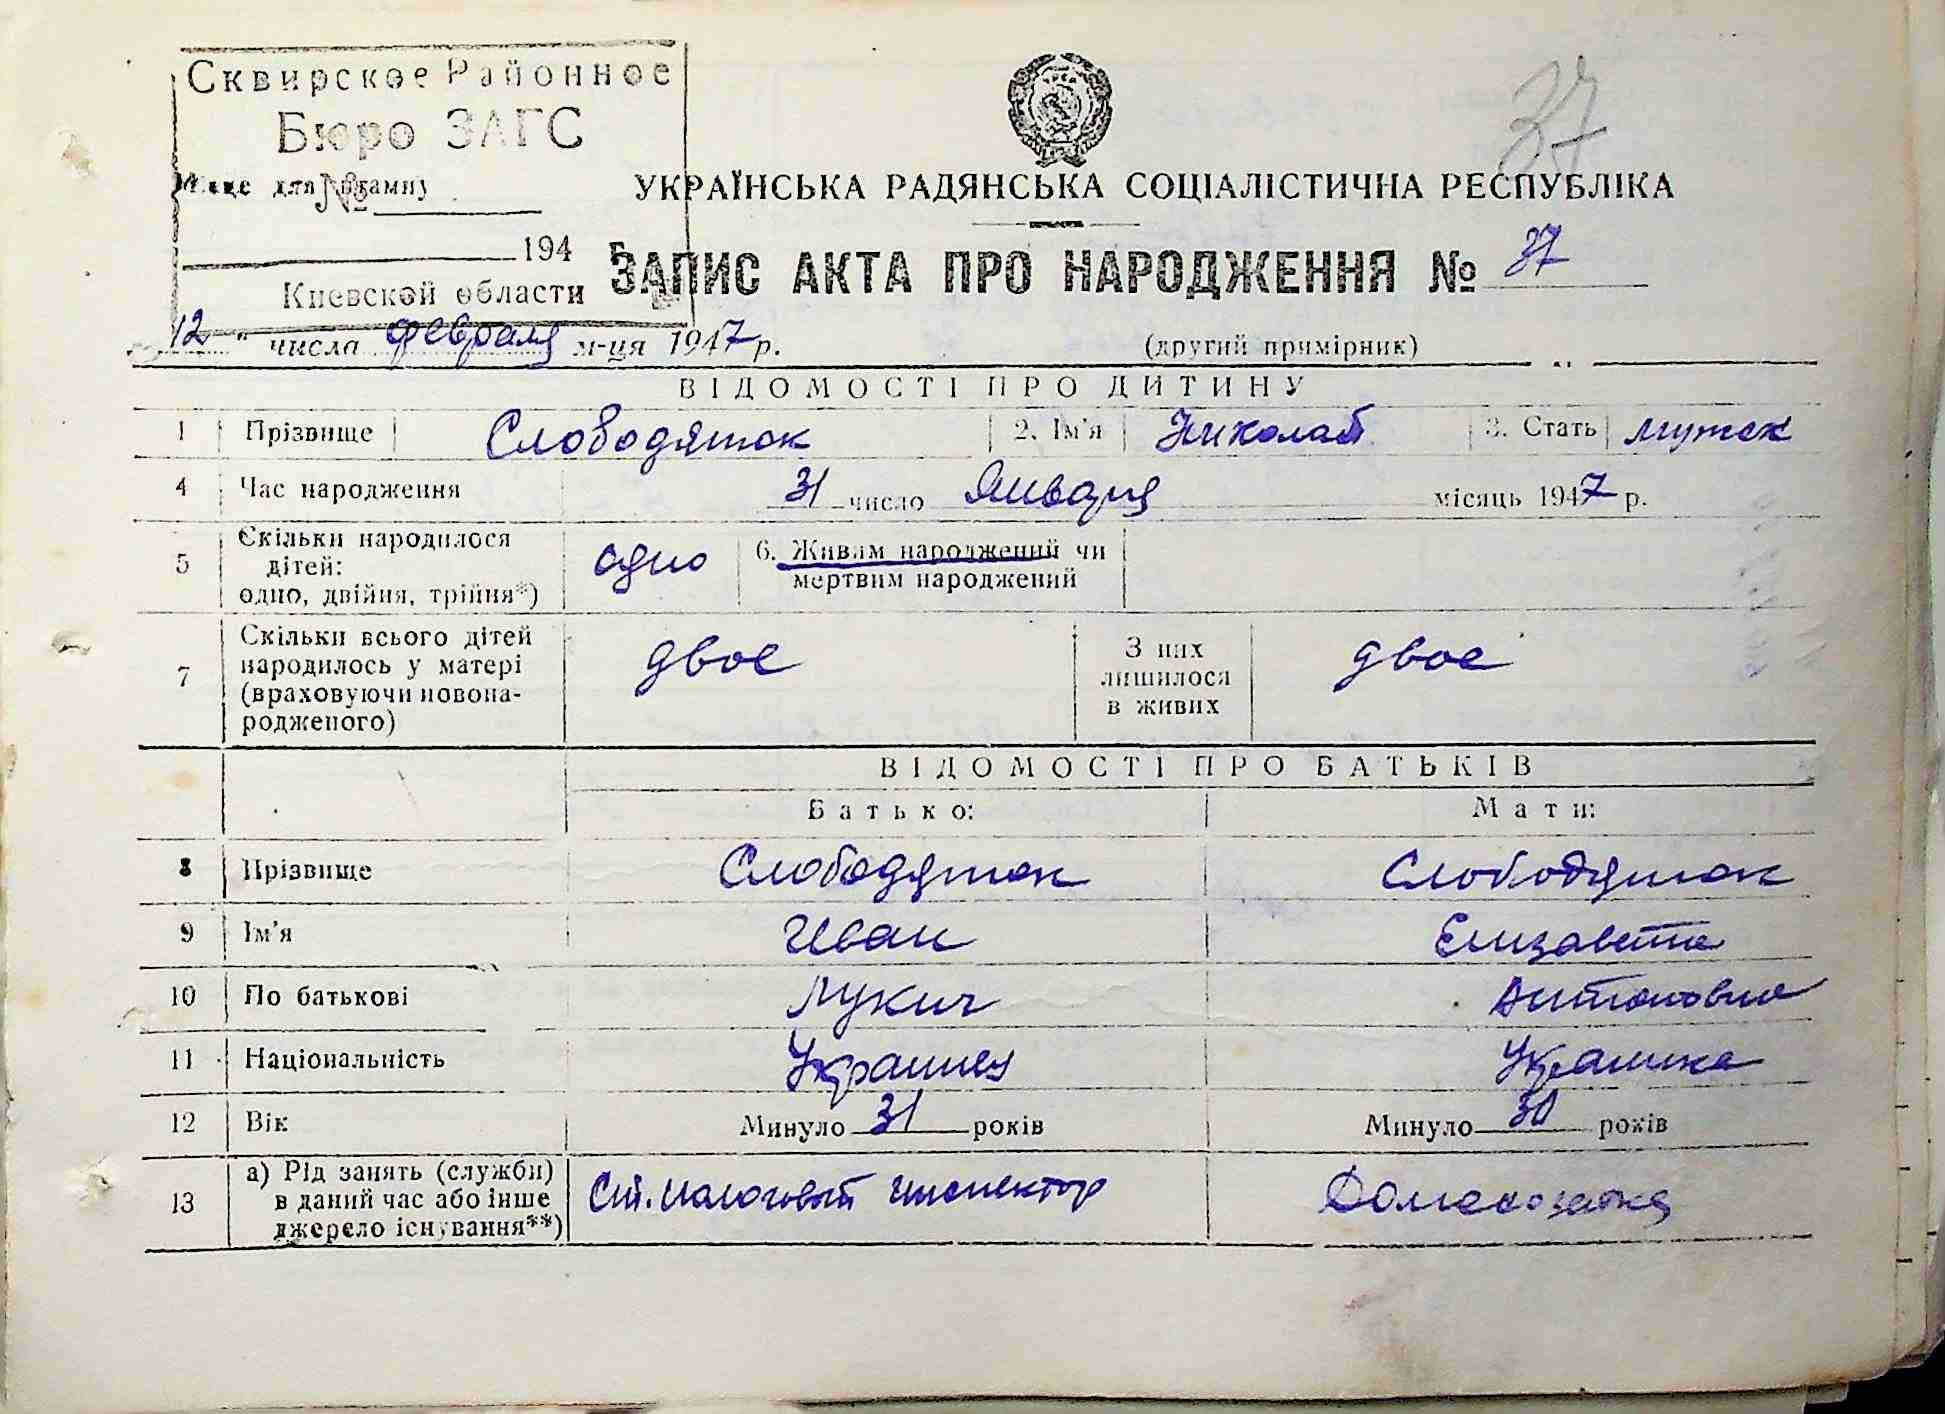 Сквирское Районное
Бюро ЗАГС
Місце для штампу
№
194
Киевской области
37
УКРАЇНСЬКА РАДЯНСЬКА СОЦІАЛІСТИЧНА РЕСПУБЛІКА
ЗАПИС АКТА ПРО НАРОДЖЕННЯ № 37
12 " числа февраля м-ця 1947 р.
(другий примірник)
ВІДОМОСТІ ПРО ДИТИНУ
1 Прізвище Слободянюк 2. Ім'я Николай 3. Стать мужск
4 Час народження 31 число Января місяць 1947 р.
5 Скільки народилося дітей: одно, двійня, трійня*) одно 6. Живим народжений чи мертвим народжений
7 Скільки всього дітей народилось у матері (враховуючи новонародженого) двое З них лишилося в живих двое
ВІДОМОСТІ ПРО БАТЬКІВ
Батько: Мати:
8 Прізвище Слободянюк Слободянюк
9 Ім'я Иван Елизавета
10 По батькові Лукич Антоновна
11 Національність Украинец Украинка
12 Вік Минуло 31 років Минуло 30 років
13 а) Рід занять (служби) в даний час або інше джерело існування**) Ст. налоговый инспектор Домохозяйка